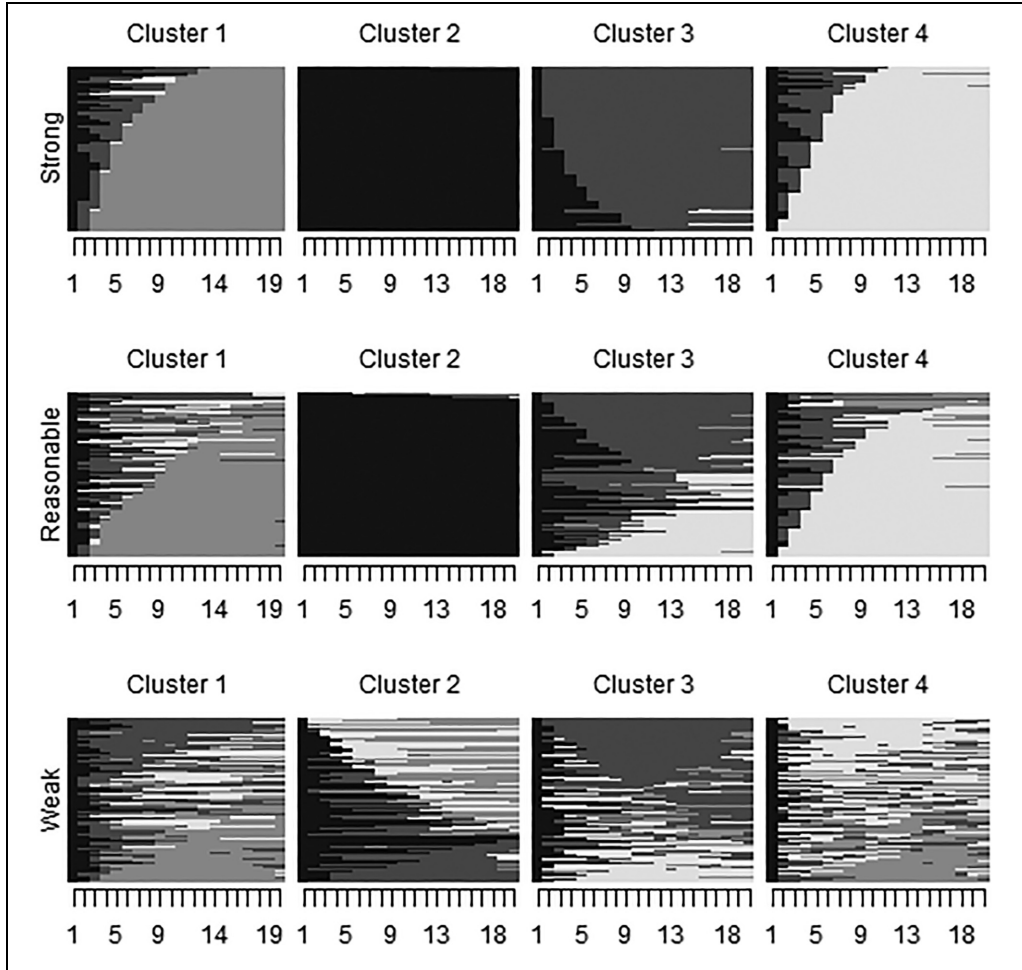 Cluster 1 Cluster 2 Cluster 3 Cluster 4
Strong
1 5 9 14 19 1 5 9 13 18 1 5 9 13 18 1 5 9 13 18
Cluster 1 Cluster 2 Cluster 3 Cluster 4
Reasonable
1 5 9 14 19 1 5 9 13 18 1 5 9 13 18 1 5 9 13 18
Cluster 1 Cluster 2 Cluster 3 Cluster 4
Weak
1 5 9 14 19 1 5 9 13 18 1 5 9 13 18 1 5 9 13 18